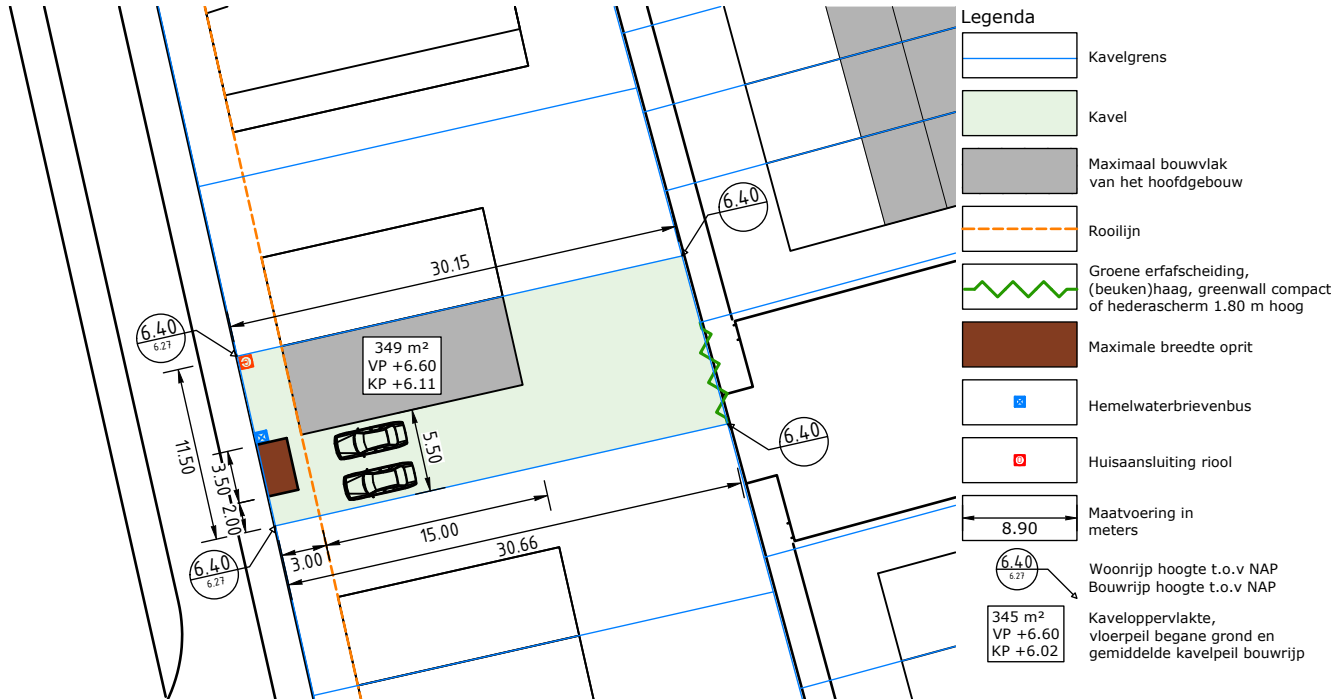 6.40
30.15
6.40
6.27
349 m²
VP +6.60
KP +6.11
11.50
3.50
2.00
5.50
6.40
15.00
3.00
30.66
6.40
6.27
Legenda
Kavelgrens
Kavel
Maximaal bouwvlak
van het hoofdgebouw
Rooilijn
Groene erfafscheiding,
(beuken)haag, greenwall compact
of hederascherm 1.80 m hoog
Maximale breedte oprit
Hemelwaterbrievenbus
Huisaansluiting riool
8.90
Maatvoering in
meters
6.40
6.27
Woonrijp hoogte t.o.v NAP
Bouwrijp hoogte t.o.v NAP
345 m²
VP +6.60
KP +6.02
Kaveloppervlakte,
vloerpeil begane grond en
gemiddelde kavelpeil bouwrijp